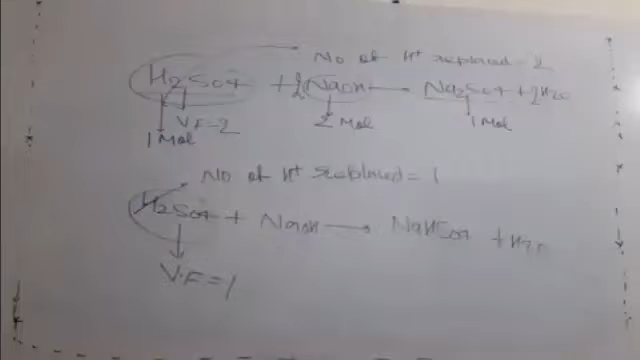 No of H+ replaced = 2
H2SO4 + 2NaOH → Na2SO4 + 2H2O
V.F=2
1 Mol 2 Mol 1 Mol
No of H+ replaced = 1
H2SO4 + NaOH → NaHSO4 + H2O
V.F=1